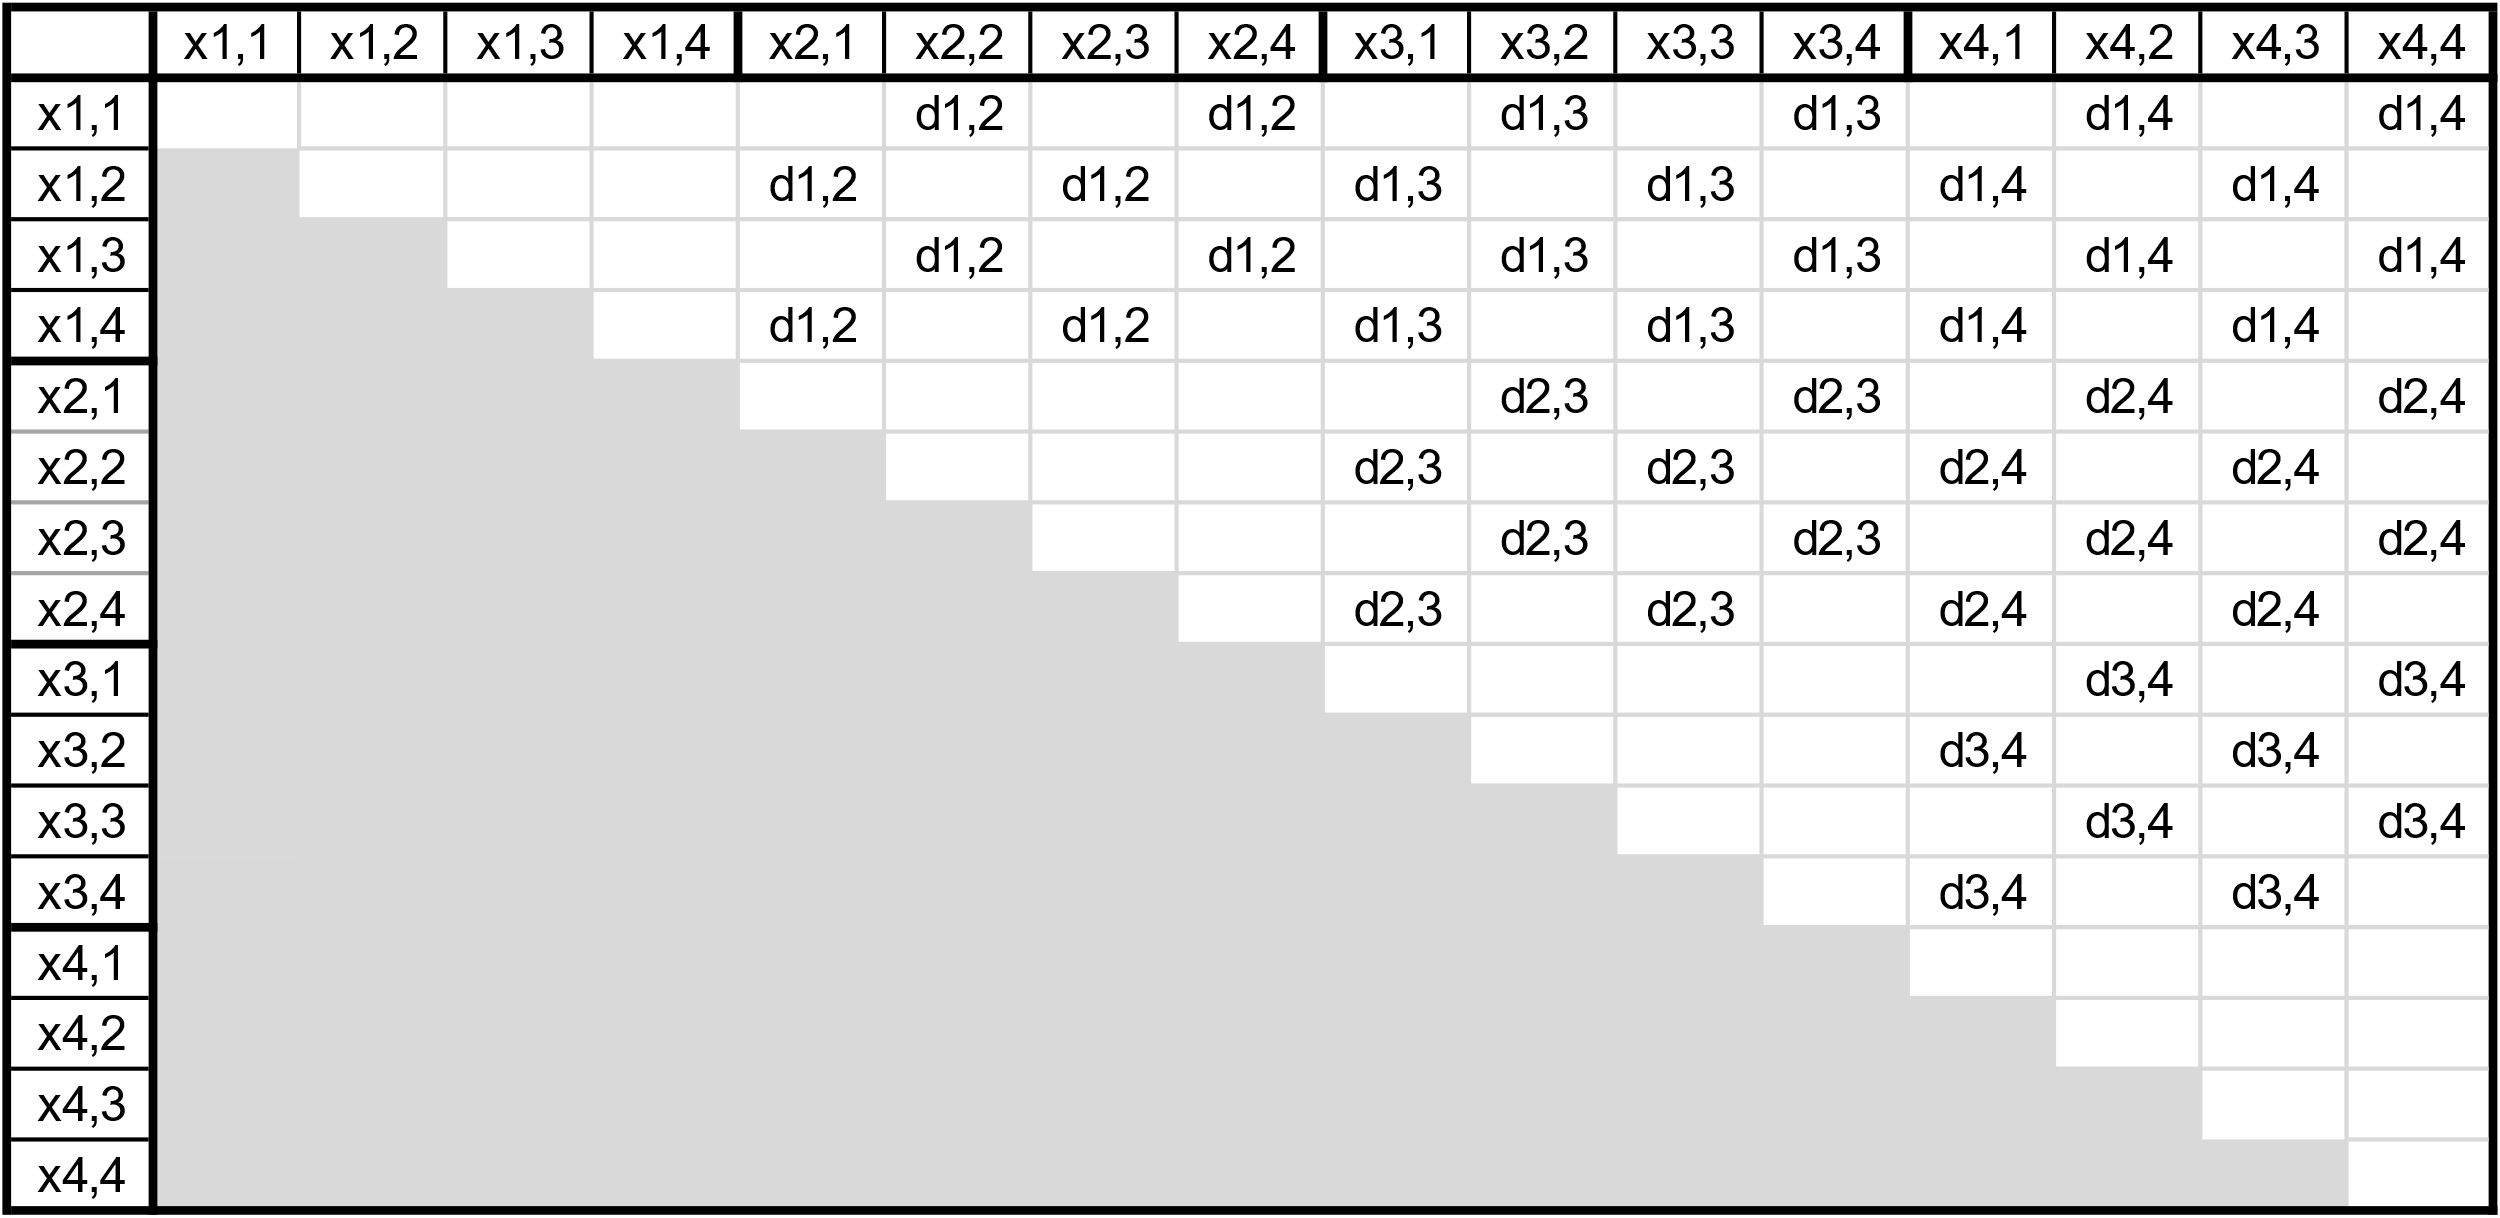 x1,1 x1,2 x1,3 x1,4 x2,1 x2,2 x2,3 x2,4 x3,1 x3,2 x3,3 x3,4 x4,1 x4,2 x4,3 x4,4
x1,1 d1,2 d1,2 d1,3 d1,3 d1,4 d1,4
x1,2 d1,2 d1,2 d1,3 d1,3 d1,4 d1,4
x1,3 d1,2 d1,2 d1,3 d1,3 d1,4 d1,4
x1,4 d1,2 d1,2 d1,3 d1,3 d1,4 d1,4
x2,1 d2,3 d2,3 d2,4 d2,4
x2,2 d2,3 d2,3 d2,4 d2,4
x2,3 d2,3 d2,3 d2,4 d2,4
x2,4 d2,3 d2,3 d2,4 d2,4
x3,1 d3,4 d3,4
x3,2 d3,4 d3,4
x3,3 d3,4 d3,4
x3,4 d3,4 d3,4
x4,1
x4,2
x4,3
x4,4